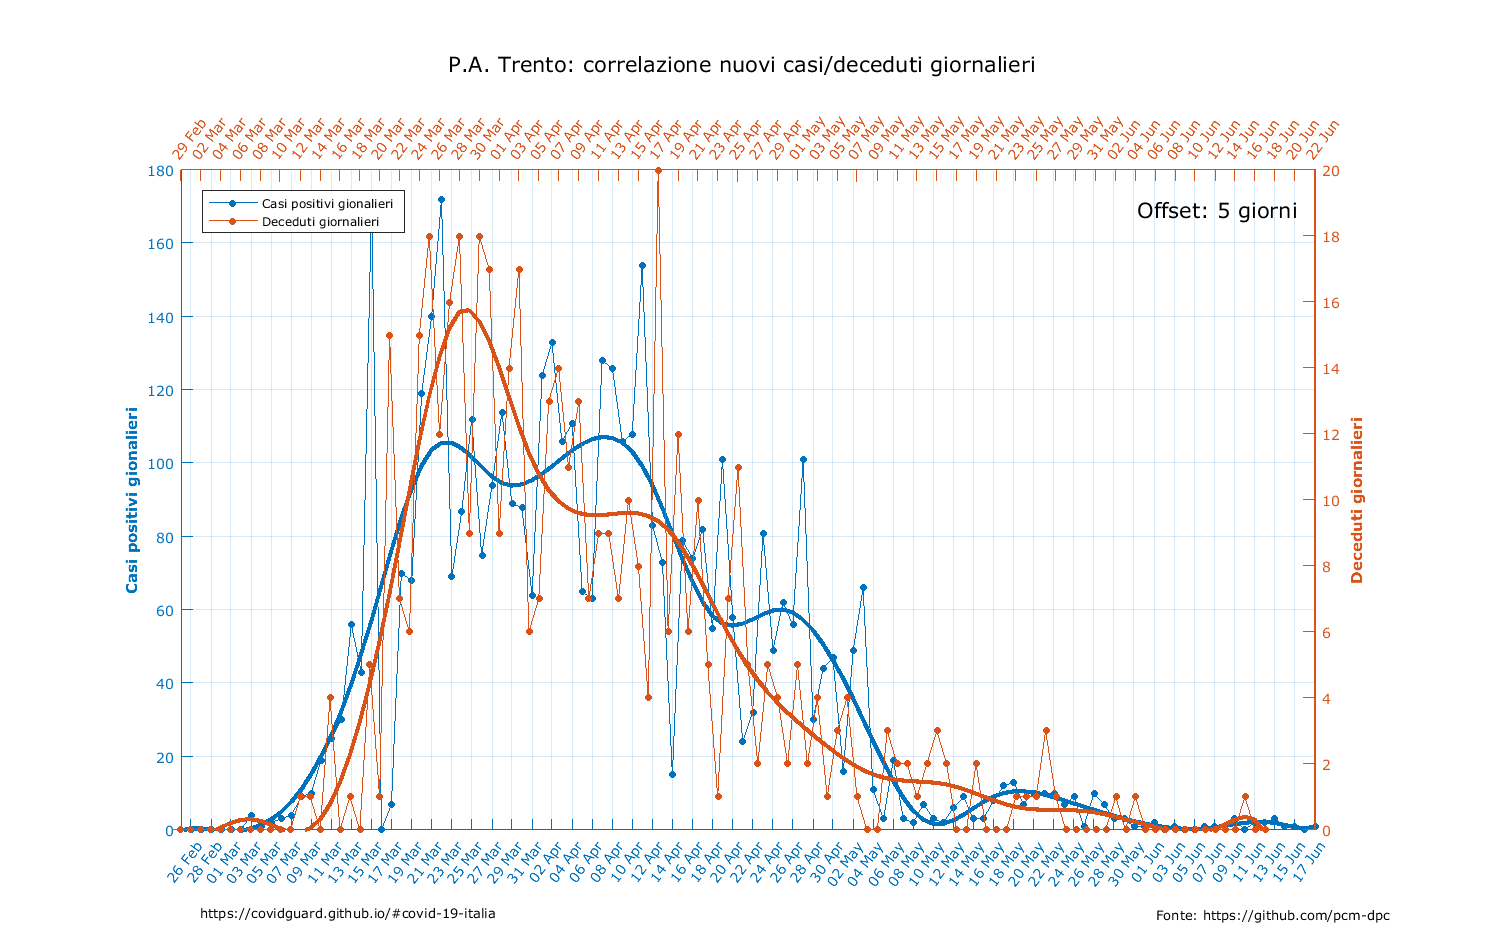 P.A. Trento: correlazione nuovi casi/deceduti giornalieri
29 Feb 02 Mar 04 Mar 06 Mar 08 Mar 10 Mar 12 Mar 14 Mar 16 Mar 18 Mar 20 Mar 22 Mar 24 Mar 26 Mar 28 Mar 30 Mar 01 Apr 03 Apr 05 Apr 07 Apr 09 Apr 11 Apr 13 Apr 15 Apr 17 Apr 19 Apr 21 Apr 23 Apr 25 Apr 27 Apr 29 Apr 01 May 03 May 05 May 07 May 09 May 11 May 13 May 15 May 17 May 19 May 21 May 23 May 25 May 27 May 29 May 31 May 02 Jun 04 Jun 06 Jun 08 Jun 10 Jun 12 Jun 14 Jun 16 Jun 18 Jun 20 Jun 22 Jun
Casi positivi gionalieri
Deceduti giornalieri
Offset: 5 giorni
180
160
140
120
100
80
60
40
20
0
Casi positivi gionalieri
20
18
16
14
12
10
8
6
4
2
0
Deceduti giornalieri
26 Feb 28 Feb 01 Mar 03 Mar 05 Mar 07 Mar 09 Mar 11 Mar 13 Mar 15 Mar 17 Mar 19 Mar 21 Mar 23 Mar 25 Mar 27 Mar 29 Mar 31 Mar 02 Apr 04 Apr 06 Apr 08 Apr 10 Apr 12 Apr 14 Apr 16 Apr 18 Apr 20 Apr 22 Apr 24 Apr 26 Apr 28 Apr 30 Apr 02 May 04 May 06 May 08 May 10 May 12 May 14 May 16 May 18 May 20 May 22 May 24 May 26 May 28 May 30 May 01 Jun 03 Jun 05 Jun 07 Jun 09 Jun 11 Jun 13 Jun 15 Jun 17 Jun
https://covidguard.github.io/#covid-19-italia
Fonte: https://github.com/pcm-dpc